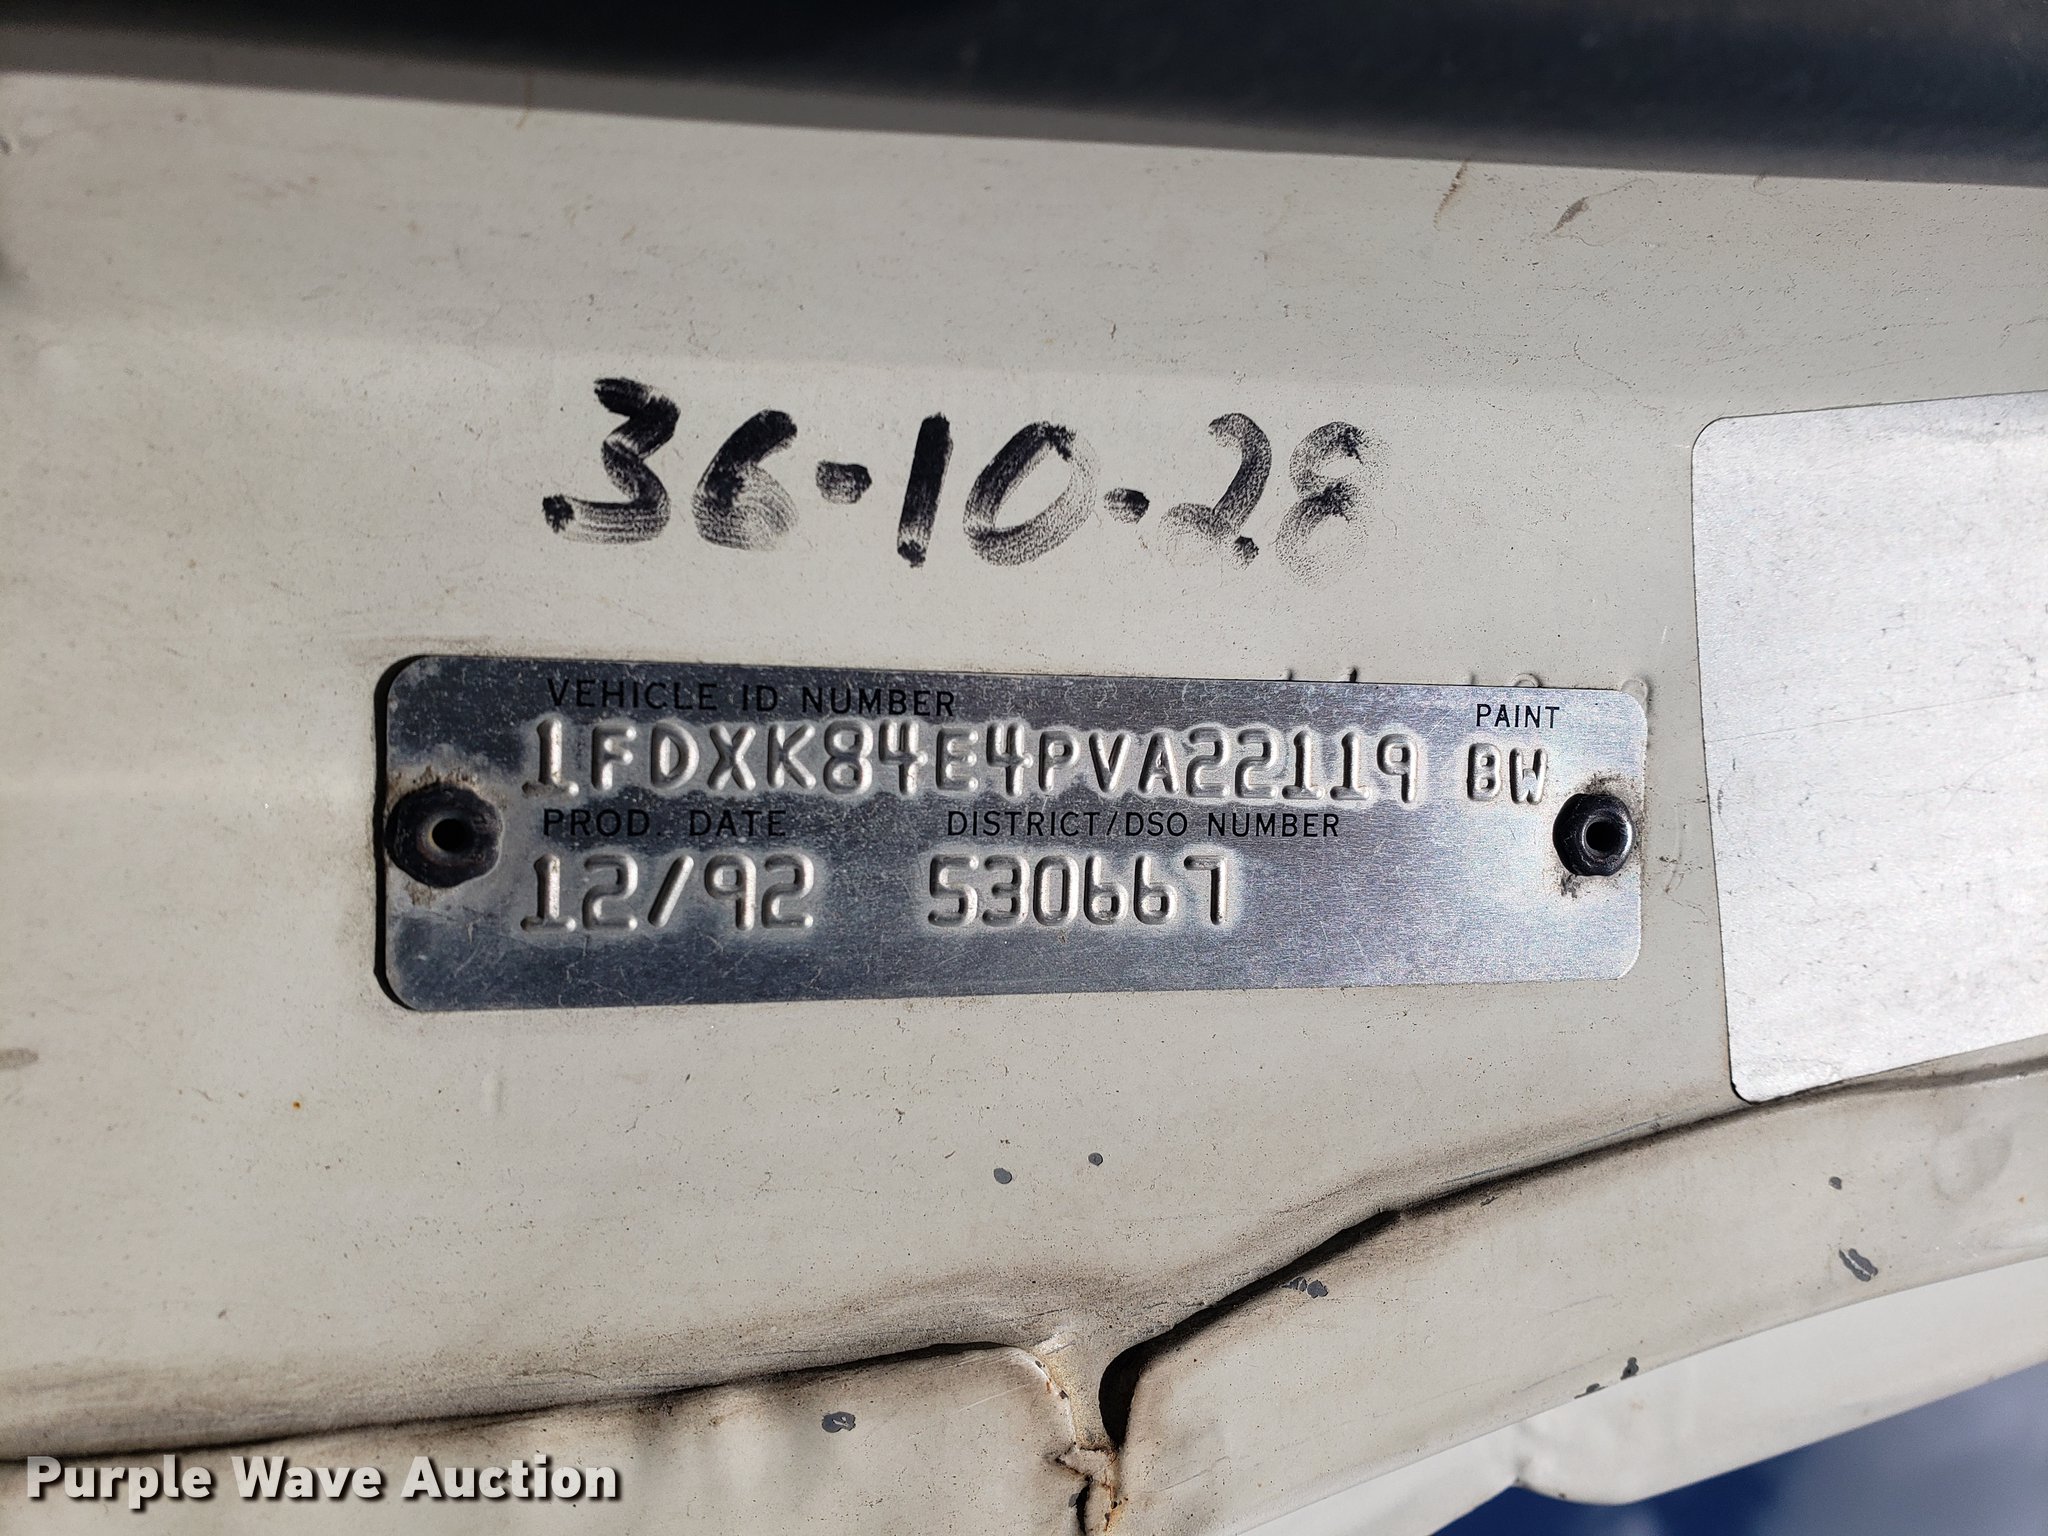 36-10-28
VEHICLE ID NUMBER
PAINT
1FDXK84E4PVA22119 BW
PROD. DATE DISTRICT/DSO NUMBER
12/92 530667
Purple Wave Auction